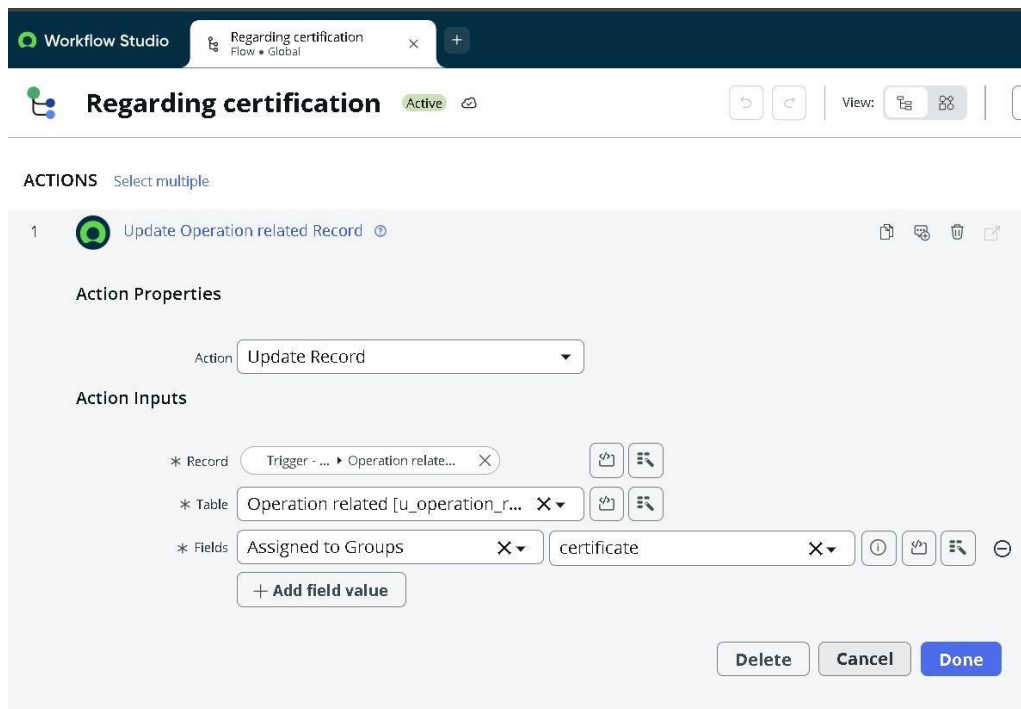 Workflow Studio
Regarding certification
Flow • Global
Regarding certification
Active
View:
ACTIONS Select multiple
1 Update Operation related Record
Action Properties
Action Update Record
Action Inputs
* Record Trigger - ... ▸ Operation relate...
* Table Operation related [u_operation_r...
* Fields Assigned to Groups certificate
+ Add field value
Delete Cancel Done